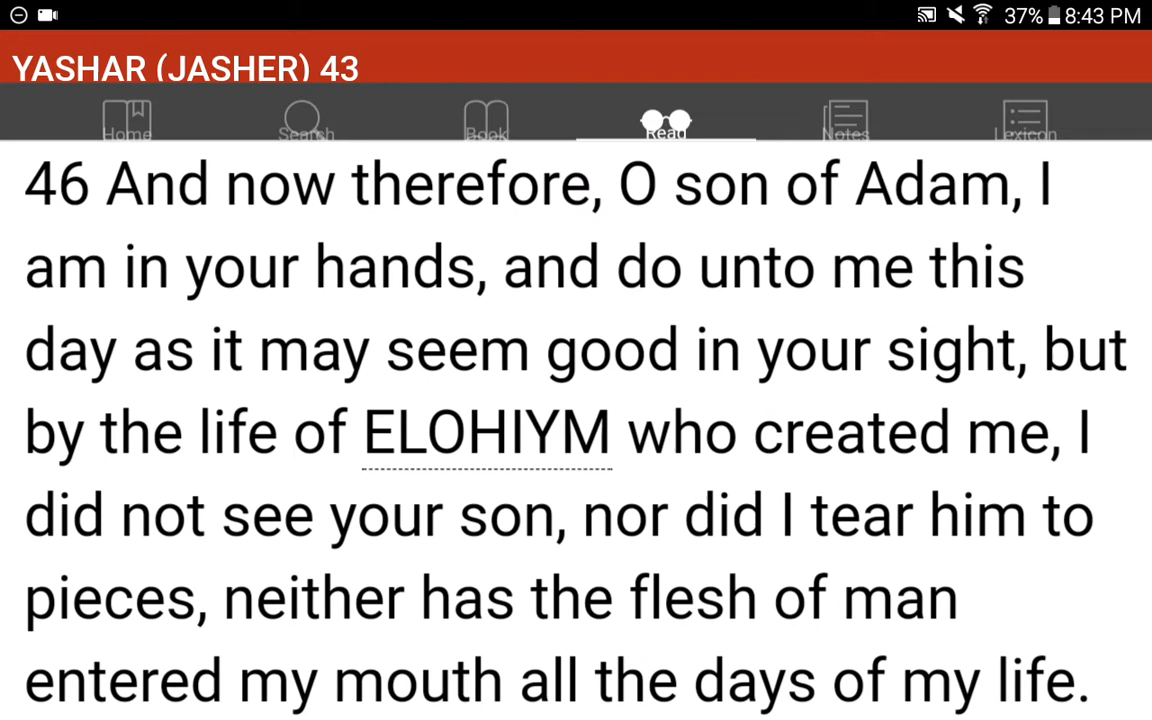 37% 8:43 PM
YASHAR (JASHER) 43
Home Search Book Read Notes Lexicon
46 And now therefore, O son of Adam, I
am in your hands, and do unto me this
day as it may seem good in your sight, but
by the life of ELOHIYM who created me, I
did not see your son, nor did I tear him to
pieces, neither has the flesh of man
entered my mouth all the days of my life.